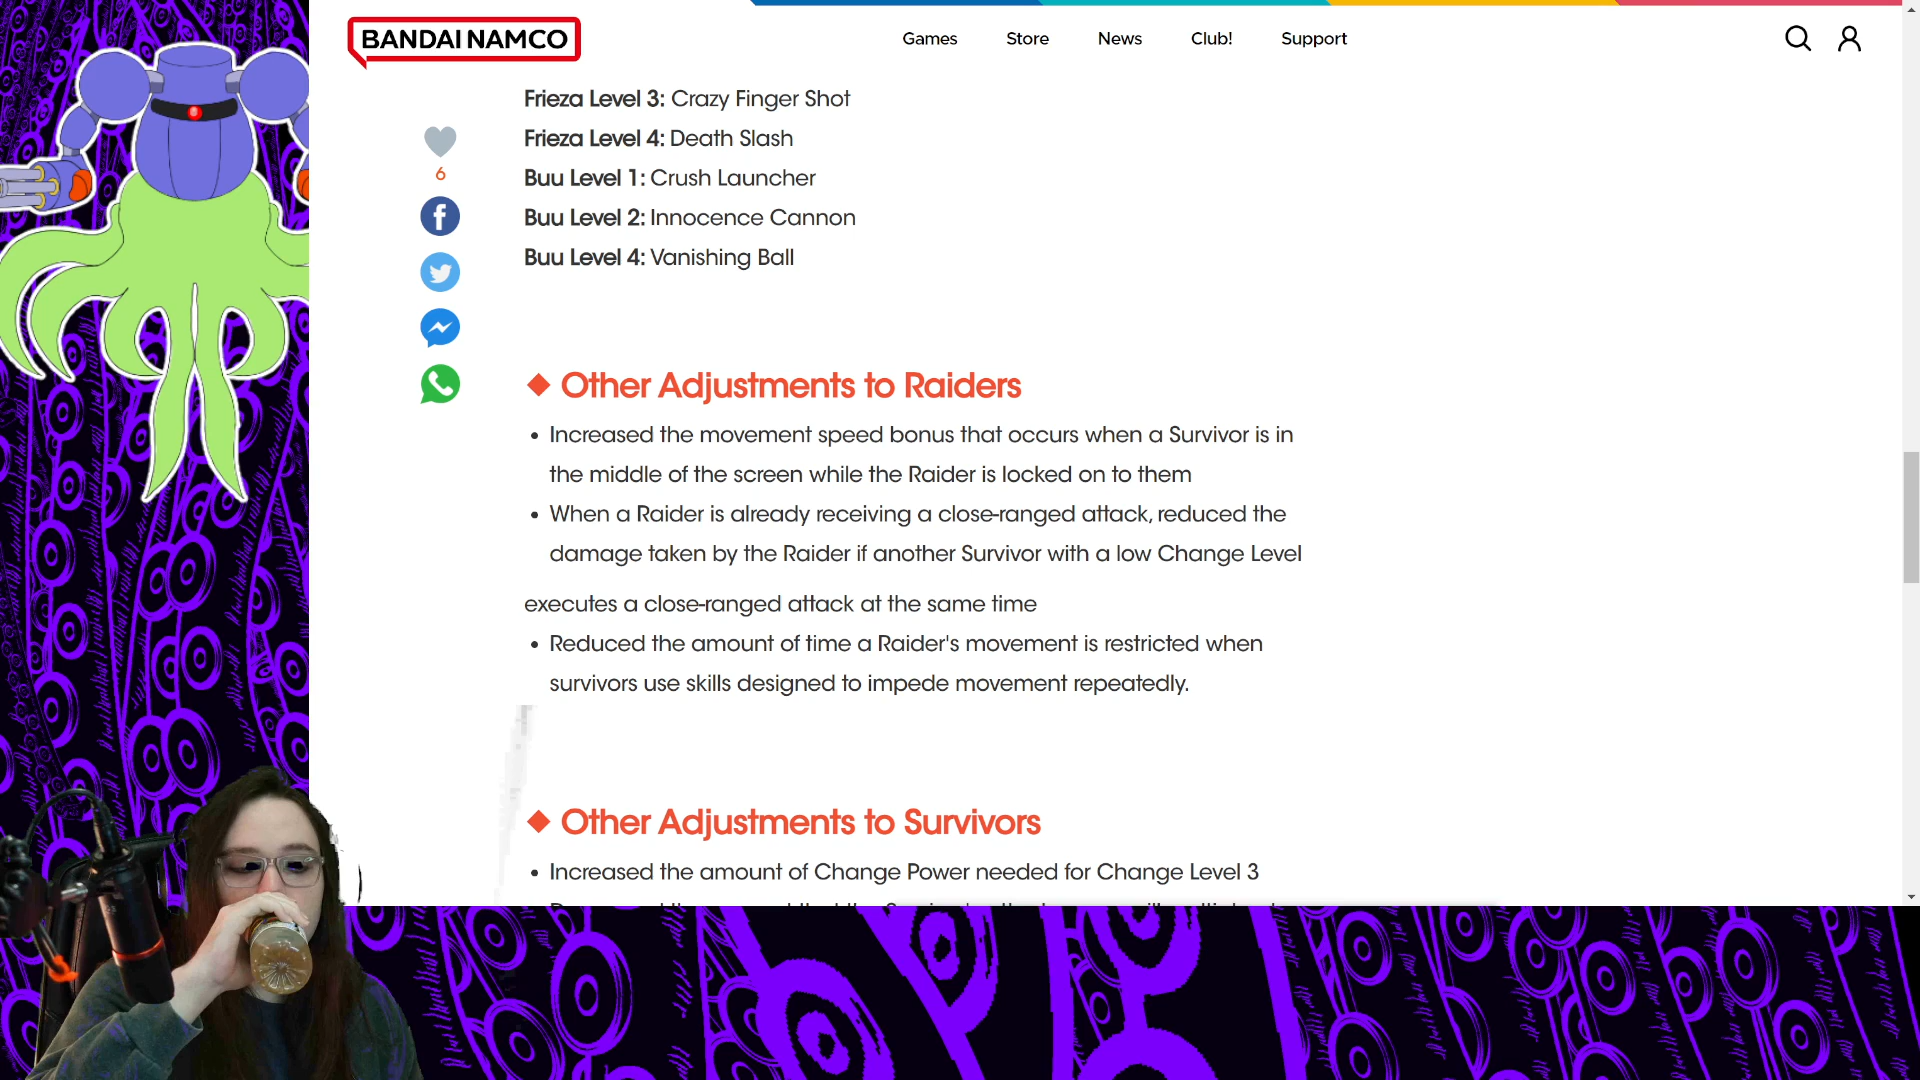 BANDAI NAMCO
Games Store News Club! Support
Frieza Level 3: Crazy Finger Shot
Frieza Level 4: Death Slash
6
Buu Level 1: Crush Launcher
Buu Level 2: Innocence Cannon
Buu Level 4: Vanishing Ball
Other Adjustments to Raiders
• Increased the movement speed bonus that occurs when a Survivor is in
the middle of the screen while the Raider is locked on to them
• When a Raider is already receiving a close-ranged attack, reduced the
damage taken by the Raider if another Survivor with a low Change Level
executes a close-ranged attack at the same time
• Reduced the amount of time a Raider's movement is restricted when
survivors use skills designed to impede movement repeatedly.
Other Adjustments to Survivors
• Increased the amount of Change Power needed for Change Level 3